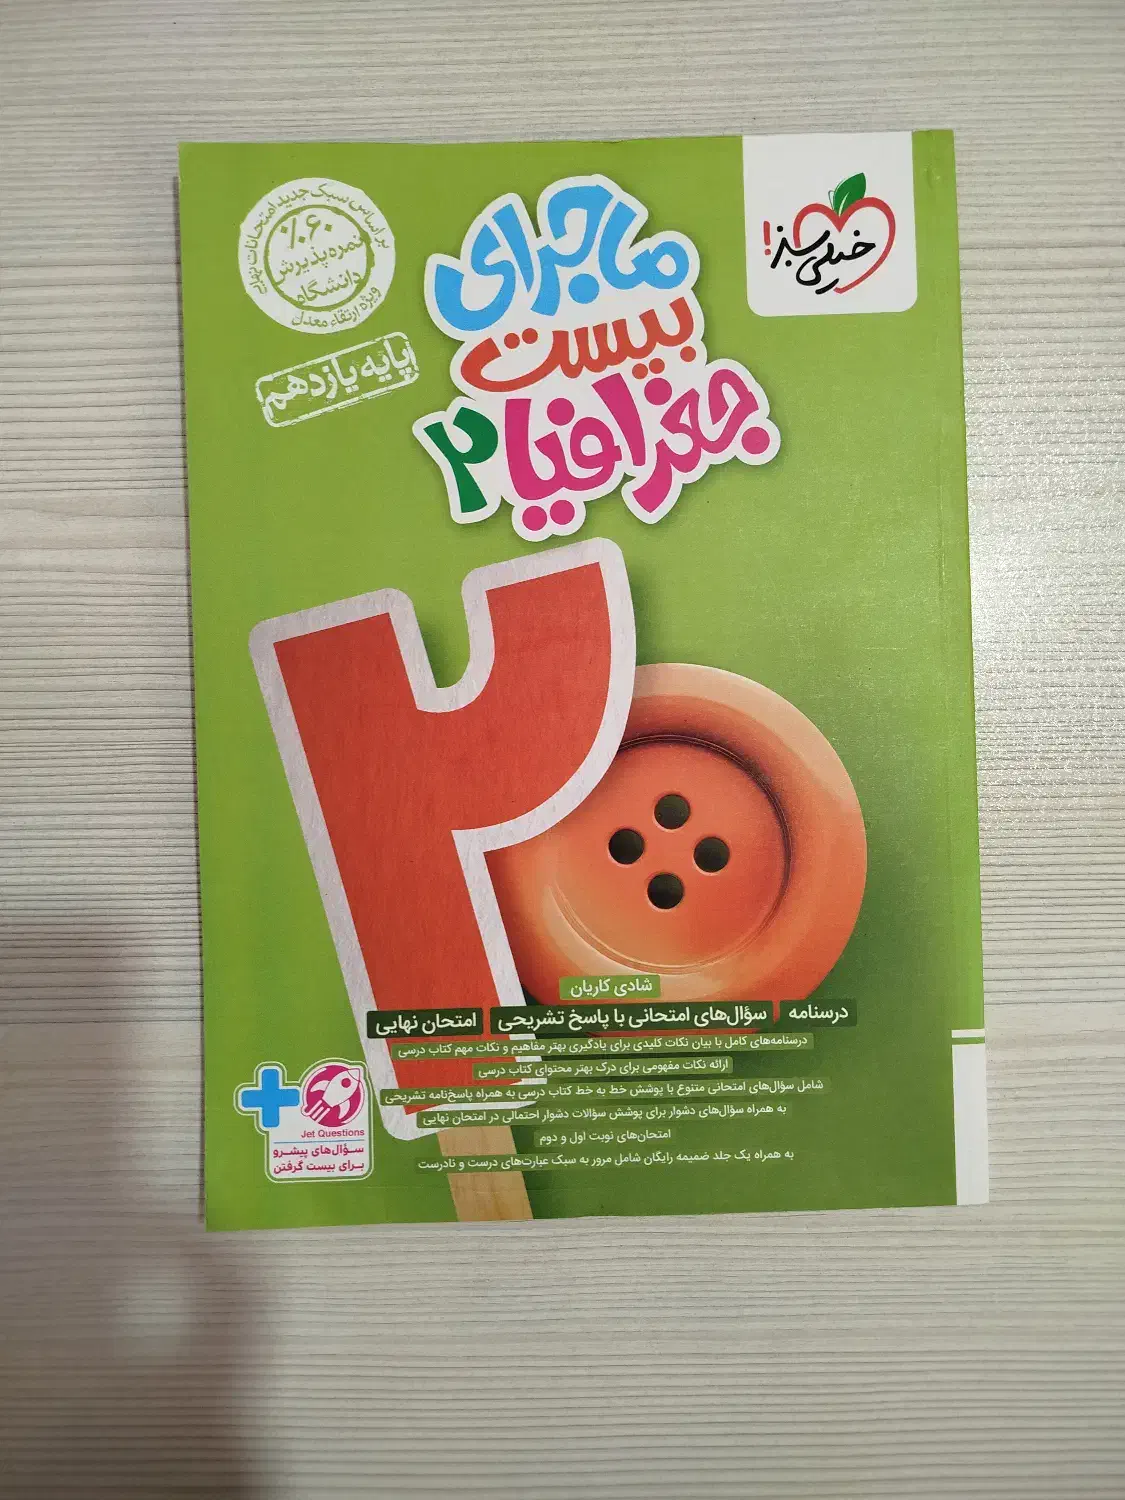 خیلی سبز!
ماجرای
بیست
جغرافیا ۲
بر اساس سبک جدید امتحانات نهایی
۶۰٪
نمره پذیرش
دانشگاه
ویژه ارتقاء معدل
پایه یازدهم
۲۰
شادی کاریان
درسنامه سؤال‌های امتحانی با پاسخ تشریحی امتحان نهایی
درسنامه‌های کامل با بیان نکات کلیدی برای یادگیری بهتر مفاهیم و نکات مهم کتاب درسی
ارائه نکات مفهومی برای درک بهتر محتوای کتاب درسی
شامل سؤال‌های امتحانی متنوع با پوشش خط به خط کتاب درسی به همراه پاسخ‌نامه تشریحی
به همراه سؤال‌های دشوار برای پوشش سؤالات دشوار احتمالی در امتحان نهایی
امتحان‌های نوبت اول و دوم
به همراه یک جلد ضمیمه رایگان شامل مرور به سبک عبارت‌های درست و نادرست
+
Jet Questions
سؤال‌های پیشرو
برای بیست گرفتن